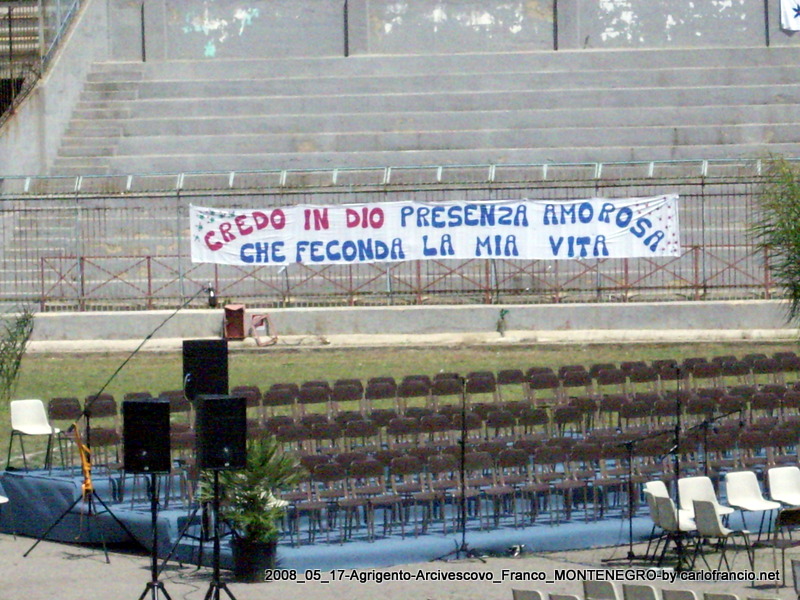 CREDO IN DIO PRESENZA AMOROSA
CHE FECONDA LA MIA VITA
2008_05_17-Agrigento-Arcivescovo_Franco_MONTENEGRO-by carlofrancio.net